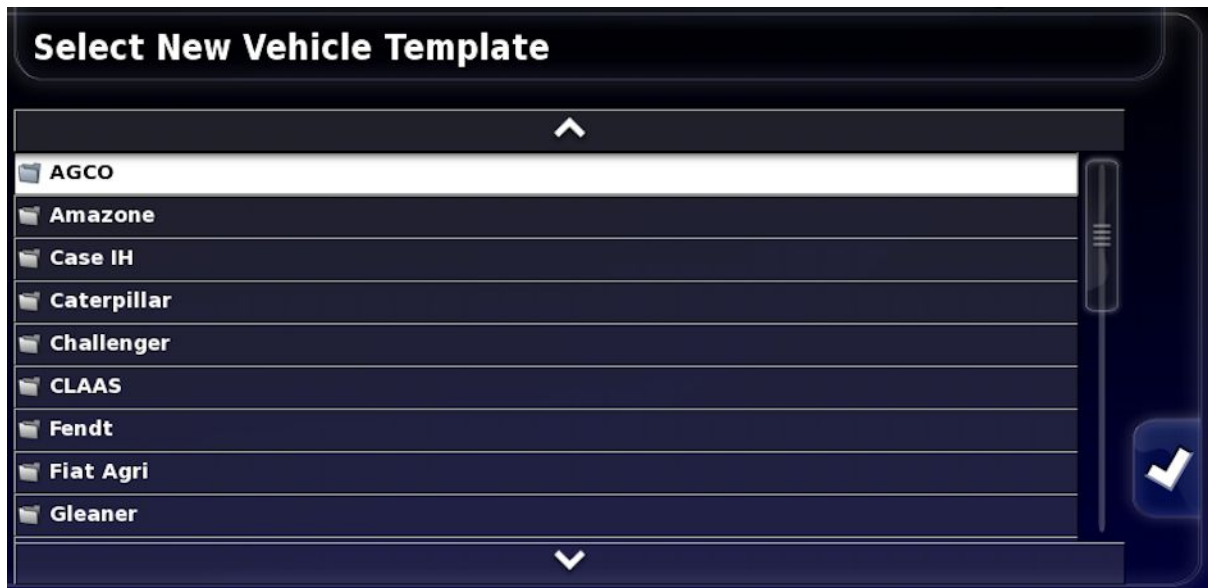 Select New Vehicle Template
AGCO
Amazone
Case IH
Caterpillar
Challenger
CLAAS
Fendt
Fiat Agri
Gleaner